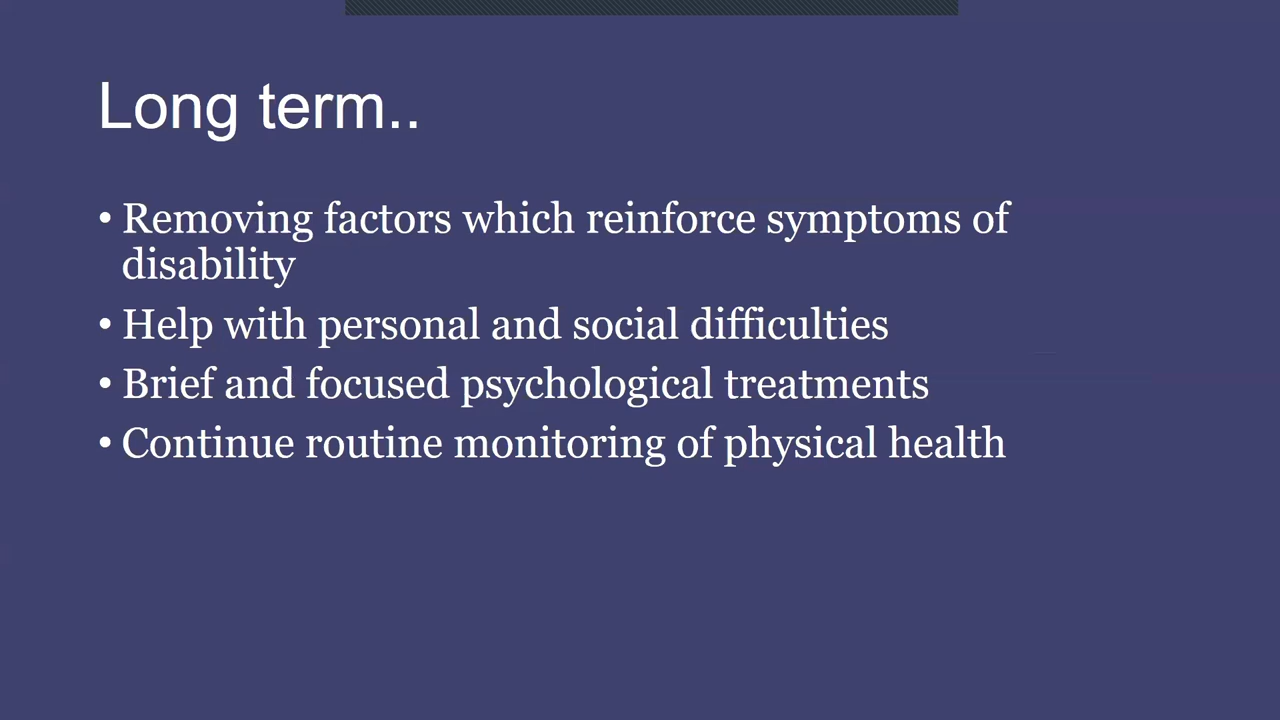 Long term..
• Removing factors which reinforce symptoms of
disability
• Help with personal and social difficulties
• Brief and focused psychological treatments
• Continue routine monitoring of physical health